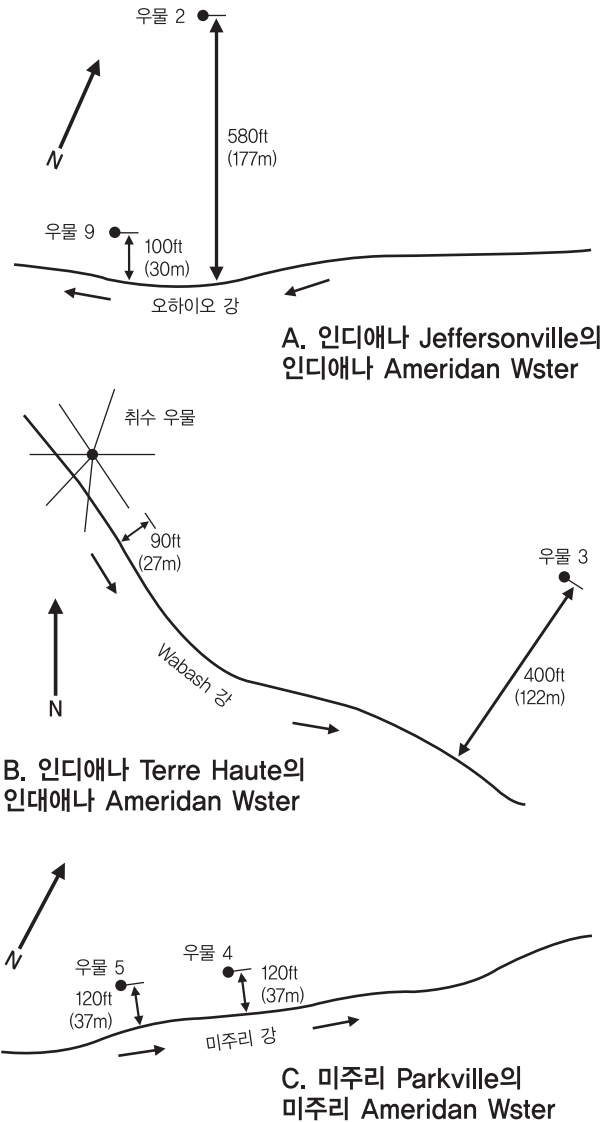 우물 2
N
580ft
(177m)
우물 9
100ft
(30m)
오하이오 강
A. 인디애나 Jeffersonville의
인디애나 Ameridan Wster
취수 우물
90ft
(27m)
우물 3
N
Wabash 강
400ft
(122m)
B. 인디애나 Terre Haute의
인대애나 Ameridan Wster
N
우물 5
우물 4
120ft
(37m)
120ft
(37m)
미주리 강
C. 미주리 Parkville의
미주리 Ameridan Wster